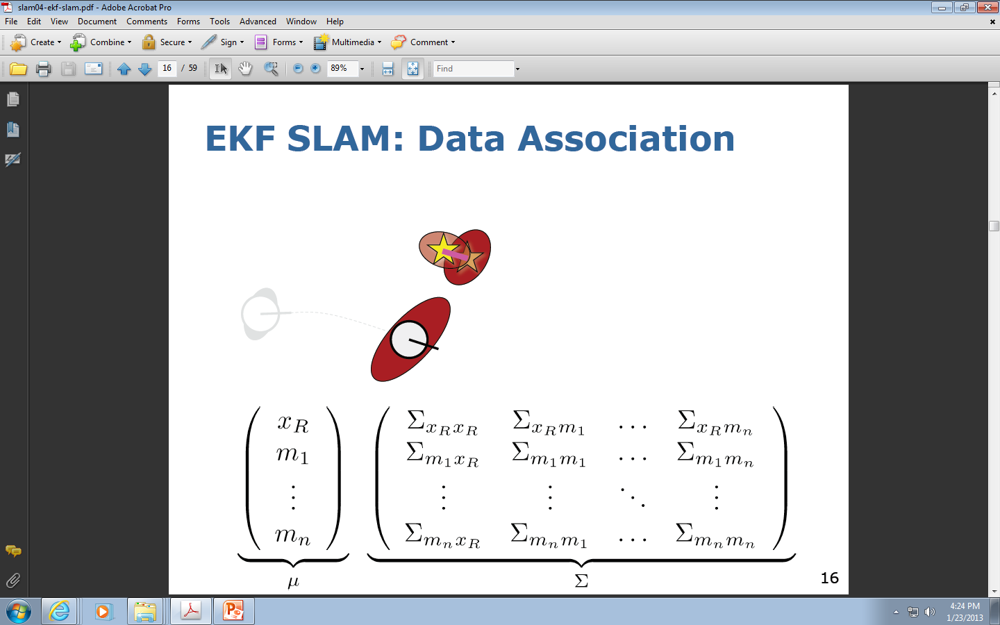 slam04-ekf-slam.pdf - Adobe Acrobat Pro
File Edit View Document Comments Forms Tools Advanced Window Help
Create Combine Secure Sign Forms Multimedia Comment
16 / 59 89% Find
EKF SLAM: Data Association
x_R
m_1
⋮
m_n
μ
Σ_{x_R x_R} Σ_{x_R m_1} … Σ_{x_R m_n}
Σ_{m_1 x_R} Σ_{m_1 m_1} … Σ_{m_1 m_n}
⋮ ⋮ ⋱ ⋮
Σ_{m_n x_R} Σ_{m_n m_1} … Σ_{m_n m_n}
Σ
16
4:24 PM
1/23/2013